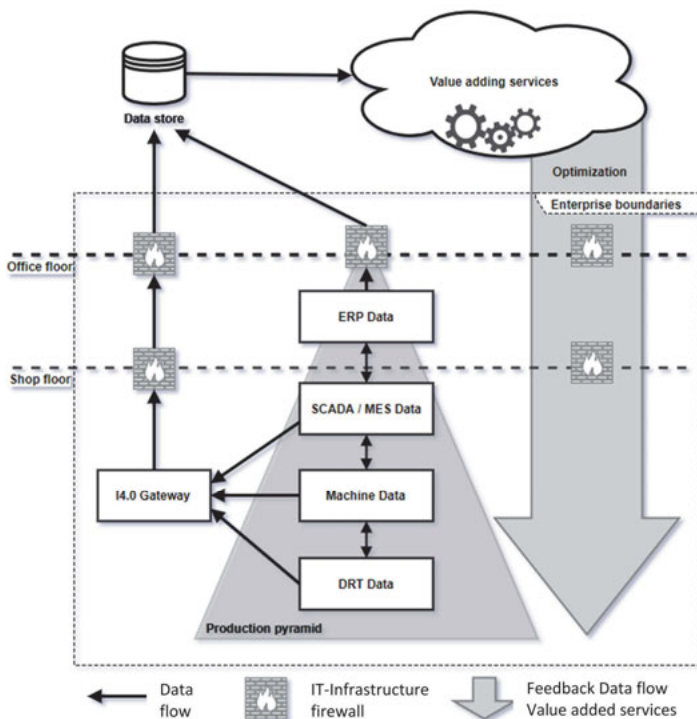 Value adding services
Data store
Optimization
Enterprise boundaries
Office floor
ERP Data
Shop floor
SCADA / MES Data
I4.0 Gateway
Machine Data
DRT Data
Production pyramid
Data
flow
IT-Infrastructure
firewall
Feedback Data flow
Value added services